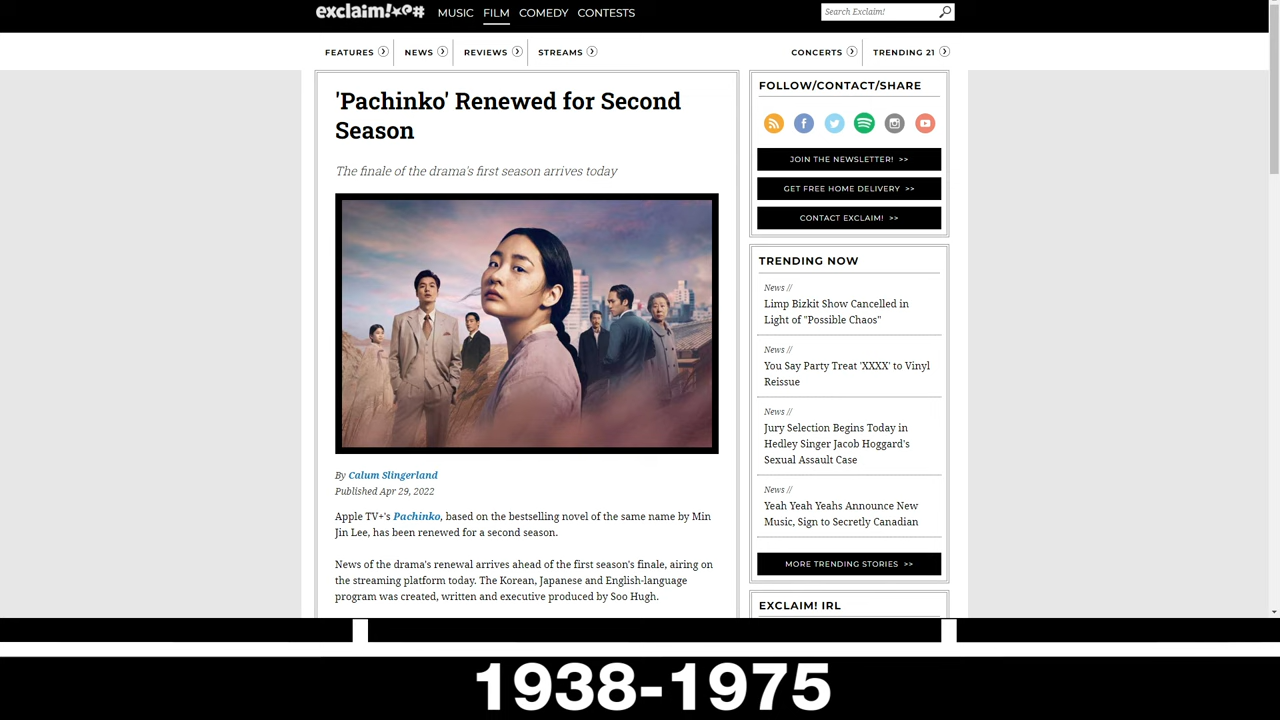 exclaim!
MUSIC FILM COMEDY CONTESTS
Search Exclaim!
FEATURES NEWS REVIEWS STREAMS CONCERTS TRENDING 21
'Pachinko' Renewed for Second
Season
The finale of the drama's first season arrives today
By Calum Slingerland
Published Apr 29, 2022
Apple TV+'s Pachinko, based on the bestselling novel of the same name by Min
Jin Lee, has been renewed for a second season.
News of the drama's renewal arrives ahead of the first season's finale, airing on
the streaming platform today. The Korean, Japanese and English-language
program was created, written and executive produced by Soo Hugh.
FOLLOW/CONTACT/SHARE
JOIN THE NEWSLETTER! >>
GET FREE HOME DELIVERY >>
CONTACT EXCLAIM! >>
TRENDING NOW
News //
Limp Bizkit Show Cancelled in
Light of "Possible Chaos"
News //
You Say Party Treat 'XXXX' to Vinyl
Reissue
News //
Jury Selection Begins Today in
Hedley Singer Jacob Hoggard's
Sexual Assault Case
News //
Yeah Yeah Yeahs Announce New
Music, Sign to Secretly Canadian
MORE TRENDING STORIES >>
EXCLAIM! IRL
1938-1975